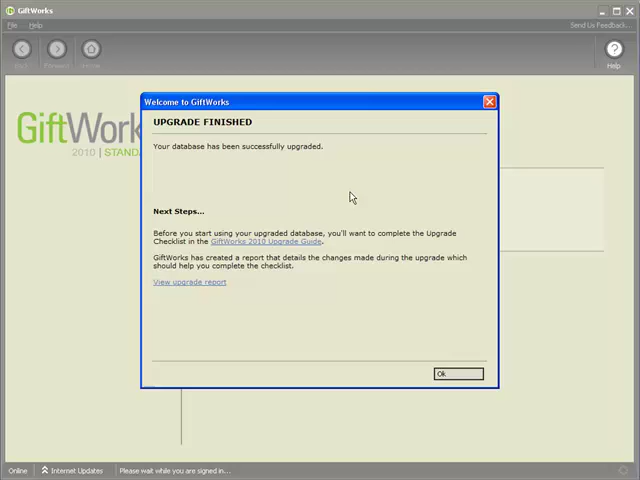 GiftWorks
File Help Send Us Feedback...
Home Help
Welcome to GiftWorks
UPGRADE FINISHED
Your database has been successfully upgraded.
GiftWork
2010 | STANDA
Next Steps...
Before you start using your upgraded database, you'll want to complete the Upgrade
Checklist in the GiftWorks 2010 Upgrade Guide.
GiftWorks has created a report that details the changes made during the upgrade which
should help you complete the checklist.
View upgrade report
Ok
Online Internet Updates Please wait while you are signed in...